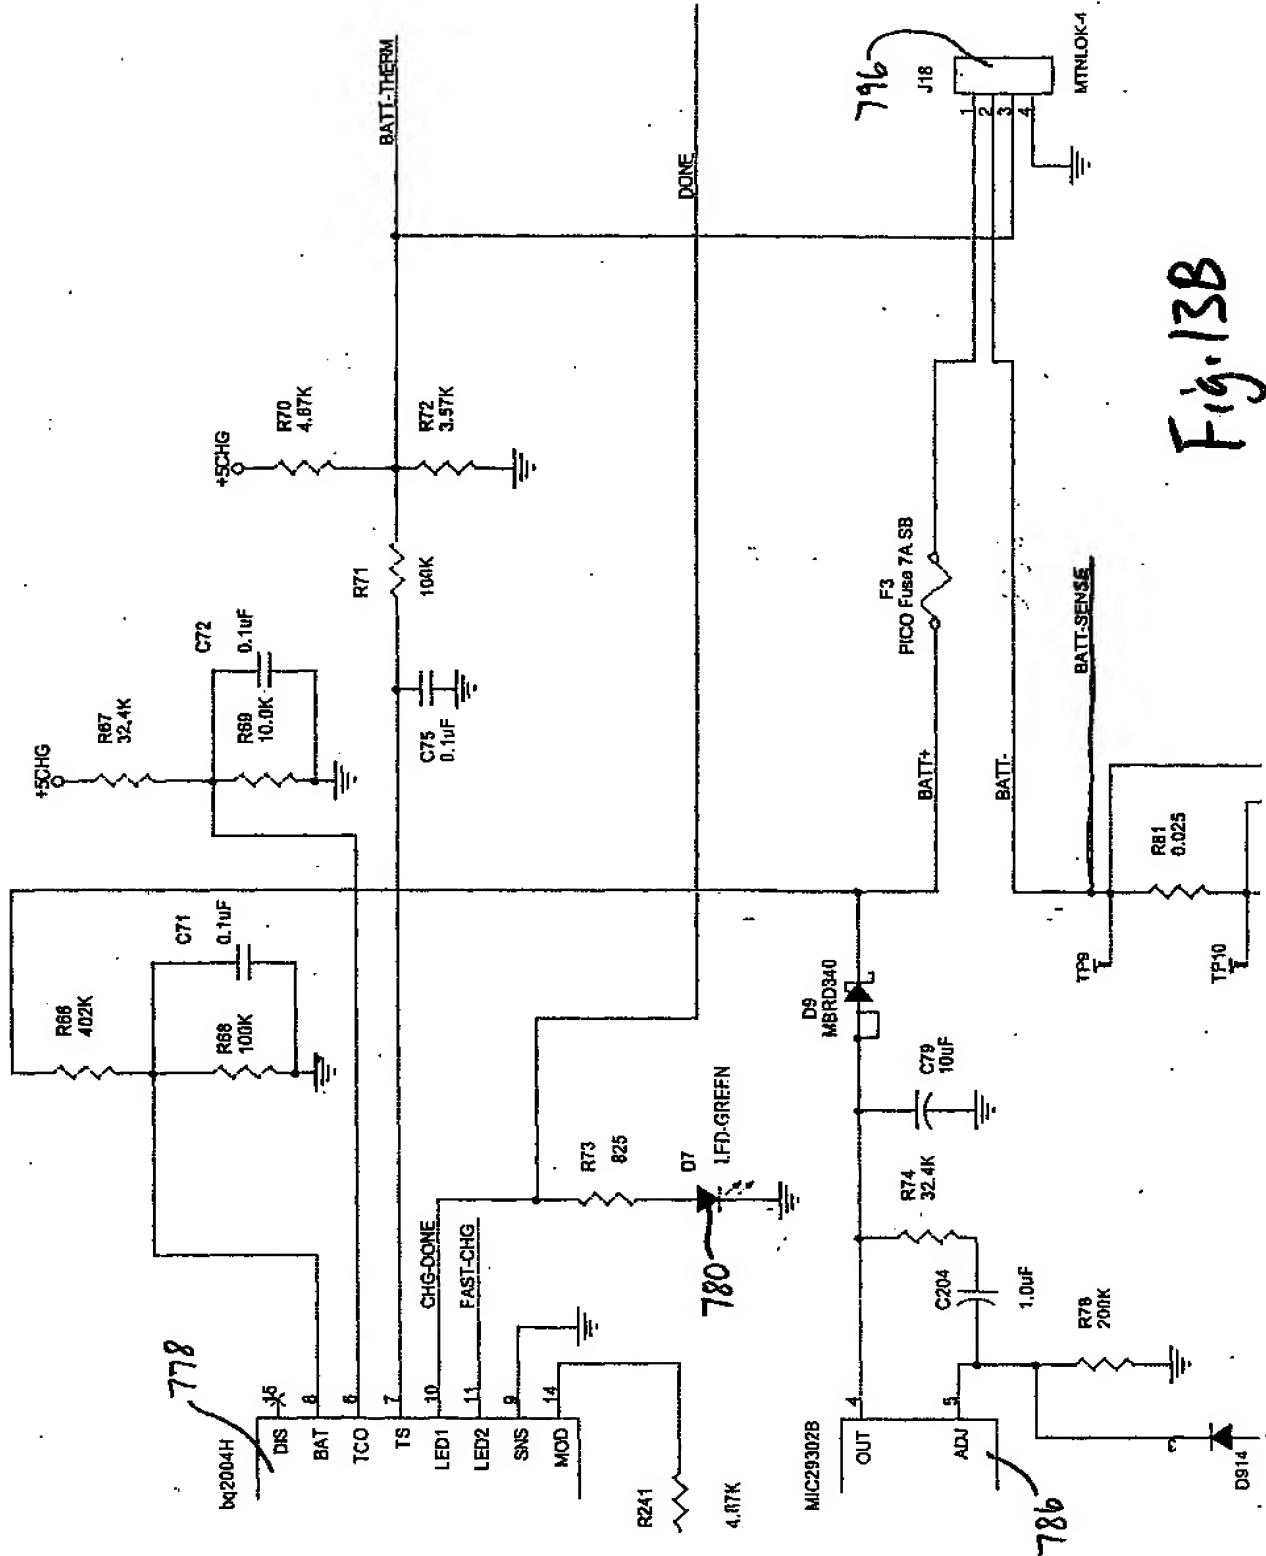 BATT-THERM
796
J18
MTNLOK-4
1
2
3
4
DONE
Fig. 13B
+5CHG
R70
4.87K
R72
3.57K
R71
100K
F3
PICO Fuse 7A SB
C72
0.1uF
+5CHG
R67
32.4K
R69
10.0K
C75
0.1uF
BATT+
BATT-
BATT-SENSE
R81
0.025
TP9
TP10
C71
0.1uF
R66
402K
R68
100K
D9
MBRD340
C79
10uF
R73
825
D7
LED-GREEN
780
R74
32.4K
C204
1.0uF
R78
200K
CHG-DONE
FAST-CHG
778
bq2004H
15
DIS
8
BAT
6
TCO
7
TS
10
LED1
11
LED2
9
SNS
14
MOD
R241
4.87K
MIC29302B
4
OUT
5
ADJ
786
D914